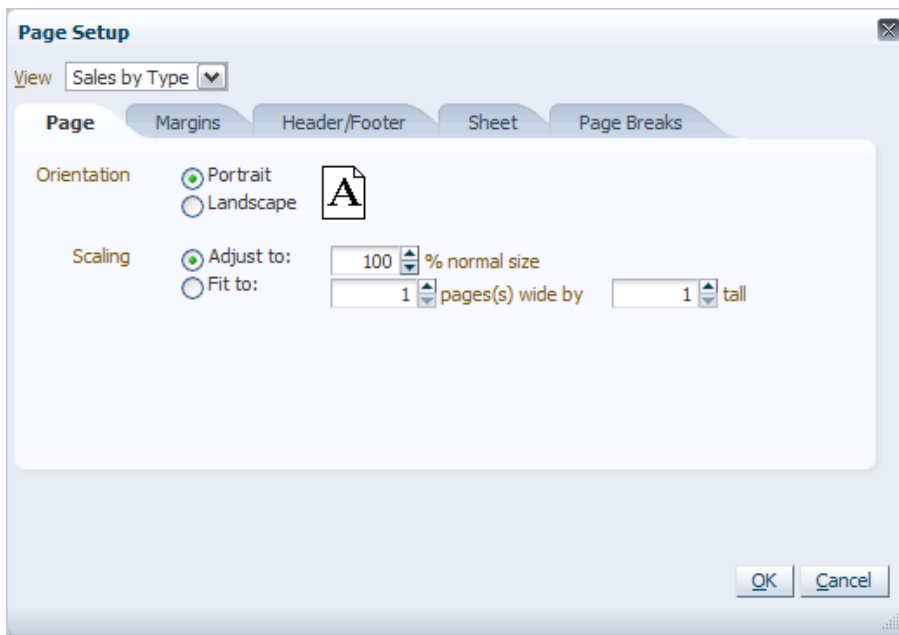 Page Setup
View Sales by Type
Page Margins Header/Footer Sheet Page Breaks
Orientation Portrait
Landscape
A
Scaling Adjust to: 100 % normal size
Fit to: 1 pages(s) wide by 1 tall
OK Cancel